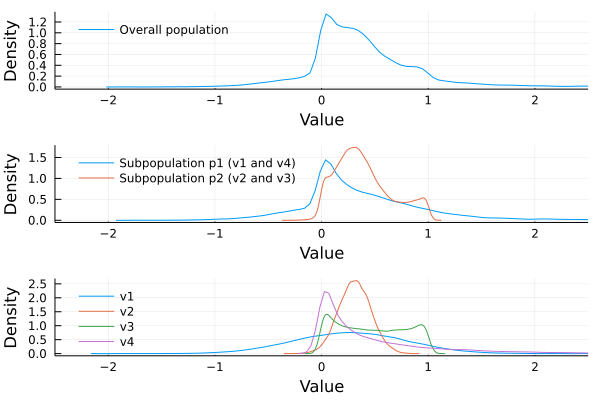 Density
1.2
1.0
0.8
0.6
0.4
0.2
0.0
Overall population
−2 −1 0 1 2
Value
Density
1.5
1.0
0.5
0.0
Subpopulation p1 (v1 and v4)
Subpopulation p2 (v2 and v3)
−2 −1 0 1 2
Value
Density
2.5
2.0
1.5
1.0
0.5
0.0
v1
v2
v3
v4
−2 −1 0 1 2
Value